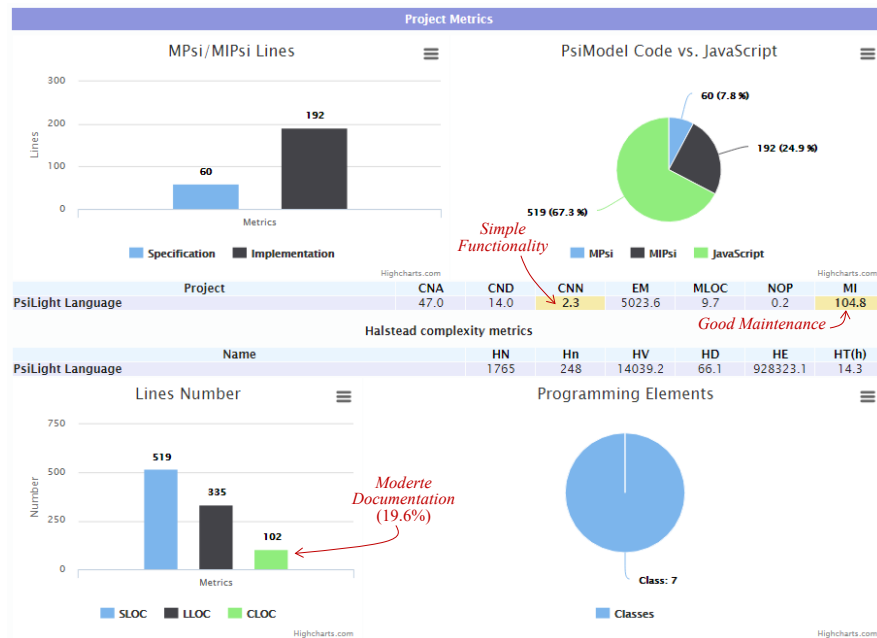 Project Metrics
MPsi/MIPsi Lines
300
200
100
0
Lines
60
192
Metrics
Specification Implementation
Highcharts.com
PsiModel Code vs. JavaScript
60 (7.8 %)
192 (24.9 %)
519 (67.3 %)
MPsi MIPsi JavaScript
Highcharts.com
Simple
Functionality
Project CNA CND CNN EM MLOC NOP MI
PsiLight Language 47.0 14.0 2.3 5023.6 9.7 0.2 104.8
Good Maintenance
Halstead complexity metrics
Name HN Hn HV HD HE HT(h)
PsiLight Language 1765 248 14039.2 66.1 928323.1 14.3
Lines Number
750
500
250
0
Number
519
335
102
Metrics
SLOC LLOC CLOC
Highcharts.com
Moderte
Documentation
(19.6%)
Programming Elements
Class: 7
Classes
Highcharts.com